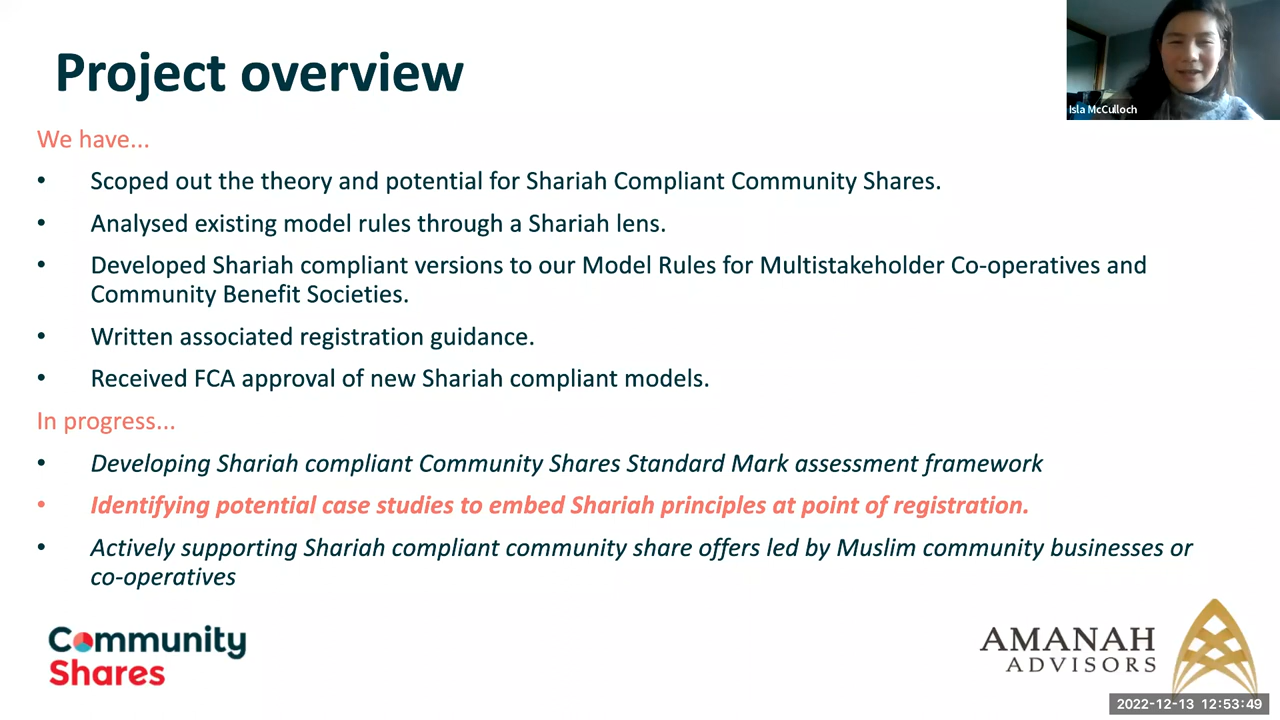 Project overview
Isla McCulloch
We have...
• Scoped out the theory and potential for Shariah Compliant Community Shares.
• Analysed existing model rules through a Shariah lens.
• Developed Shariah compliant versions to our Model Rules for Multistakeholder Co-operatives and
Community Benefit Societies.
• Written associated registration guidance.
• Received FCA approval of new Shariah compliant models.
In progress...
• Developing Shariah compliant Community Shares Standard Mark assessment framework
• Identifying potential case studies to embed Shariah principles at point of registration.
• Actively supporting Shariah compliant community share offers led by Muslim community businesses or
co-operatives
Community
Shares
AMANAH
ADVISORS
2022-12-13 12:53:49